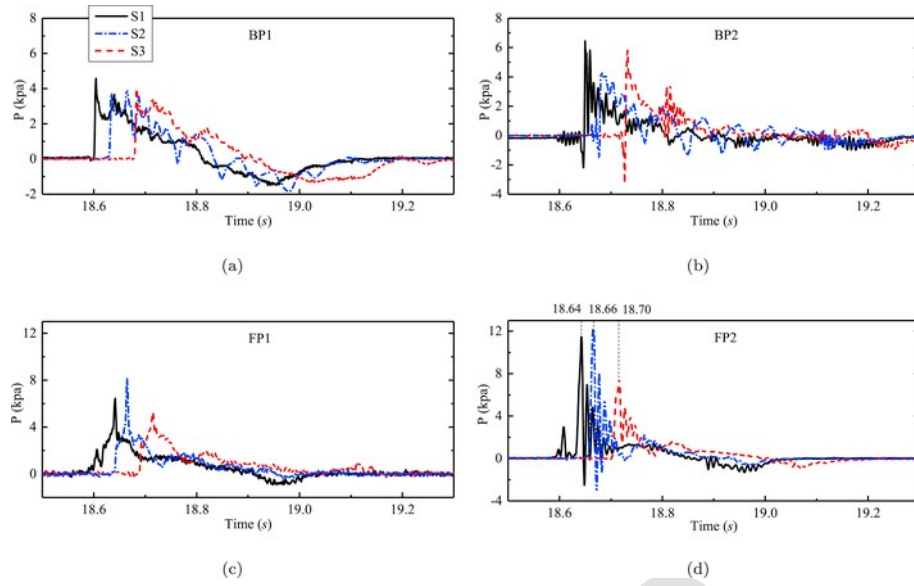 S1
S2
S3
BP1
P (kpa)
8
6
4
2
0
-2
18.6 18.8 19.0 19.2
Time (s)
(a)
BP2
P (kpa)
8
6
4
2
0
-2
-4
18.6 18.8 19.0 19.2
Time (s)
(b)
FP1
P (kpa)
12
8
4
0
18.6 18.8 19.0 19.2
Time (s)
(c)
18.64 18.66 18.70
FP2
P (kpa)
12
8
4
0
-4
18.6 18.8 19.0 19.2
Time (s)
(d)